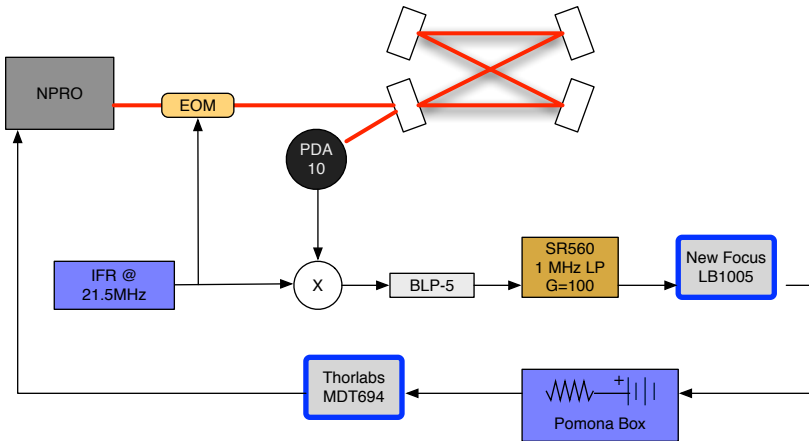 NPRO
EOM
PDA
10
IFR @
21.5MHz
X
BLP-5
SR560
1 MHz LP
G=100
New Focus
LB1005
Thorlabs
MDT694
+
Pomona Box